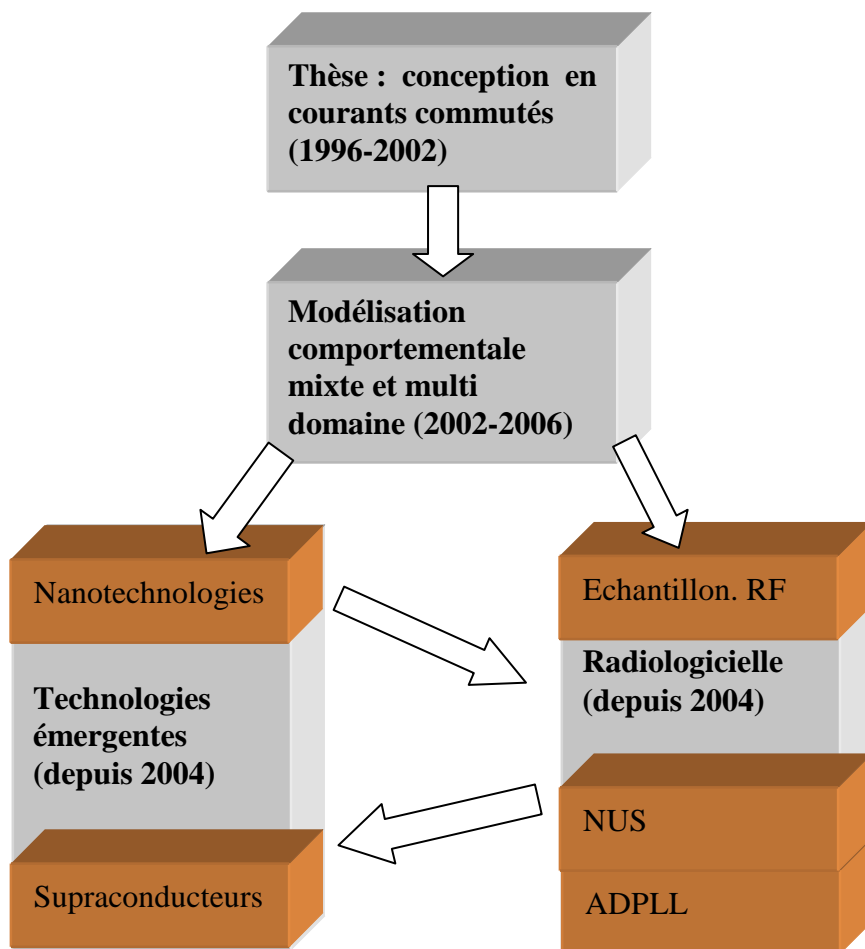 Thèse : conception en
courants commutés
(1996-2002)
Modélisation
comportementale
mixte et multi
domaine (2002-2006)
Nanotechnologies
Technologies
émergentes
(depuis 2004)
Supraconducteurs
Echantillon. RF
Radiologicielle
(depuis 2004)
NUS
ADPLL